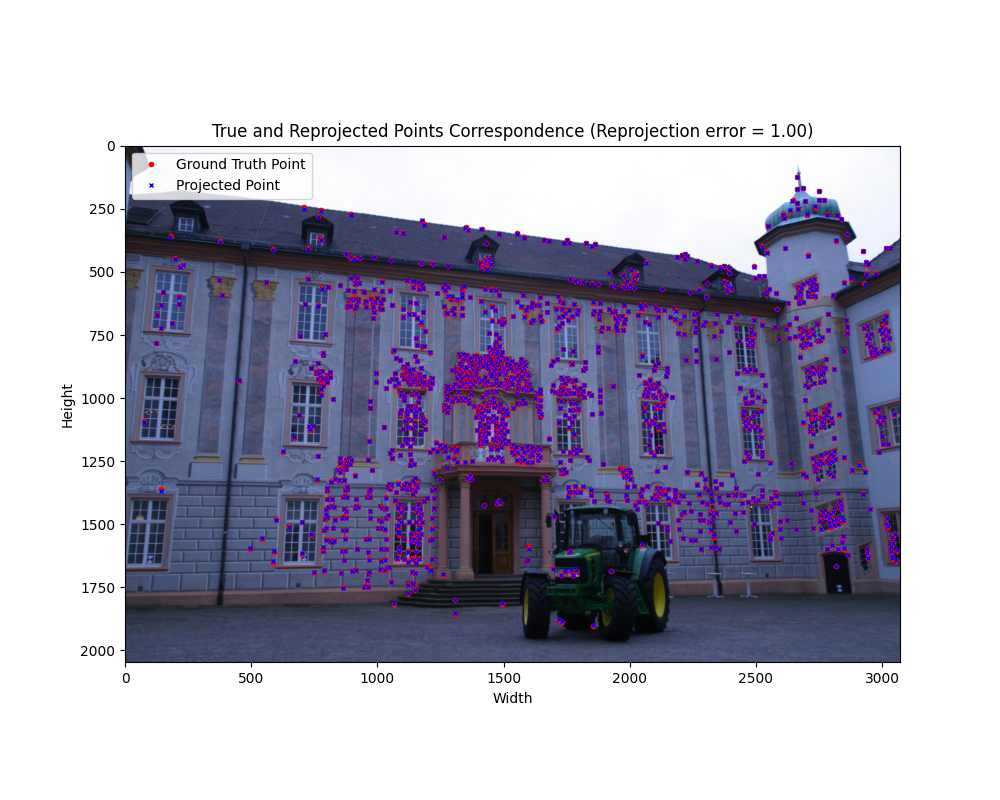 True and Reprojected Points Correspondence (Reprojection error = 1.00)
Ground Truth Point
Projected Point
Height
0
250
500
750
1000
1250
1500
1750
2000
0 500 1000 1500 2000 2500 3000
Width